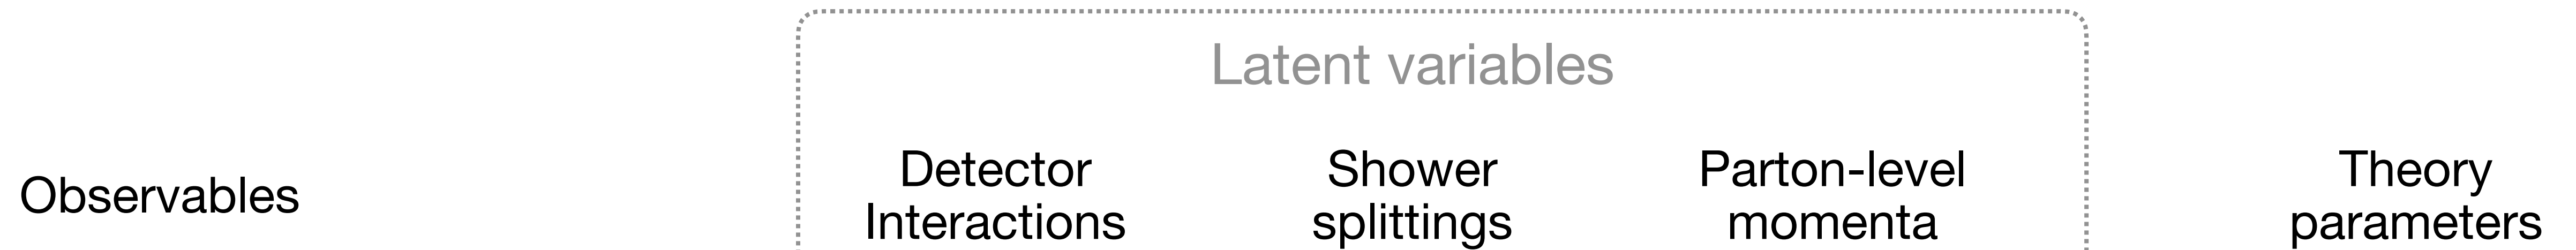 Latent variables
Observables
Detector
Interactions
Shower
splittings
Parton-level
momenta
Theory
parameters